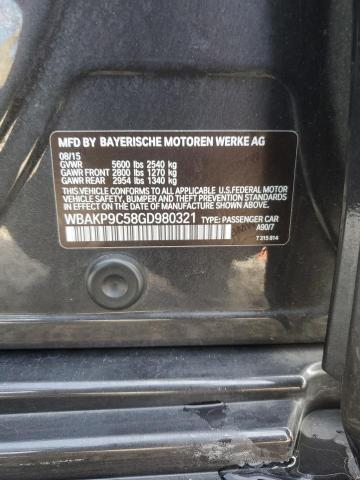 MFD BY BAYERISCHE MOTOREN WERKE AG
08/15
GVWR 5600 lbs 2540 kg
GAWR FRONT 2800 lbs 1270 kg
GAWR REAR 2954 lbs 1340 kg
THIS VEHICLE CONFORMS TO ALL APPLICABLE U.S.FEDERAL MOTOR
VEHICLE SAFETY, BUMPER, AND THEFT PREVENTION STANDARDS
IN EFFECT ON THE DATE OF MANUFACTURE SHOWN ABOVE.
WBAKP9C58GD980321 TYPE: PASSENGER CAR
A90/7
7 315 814